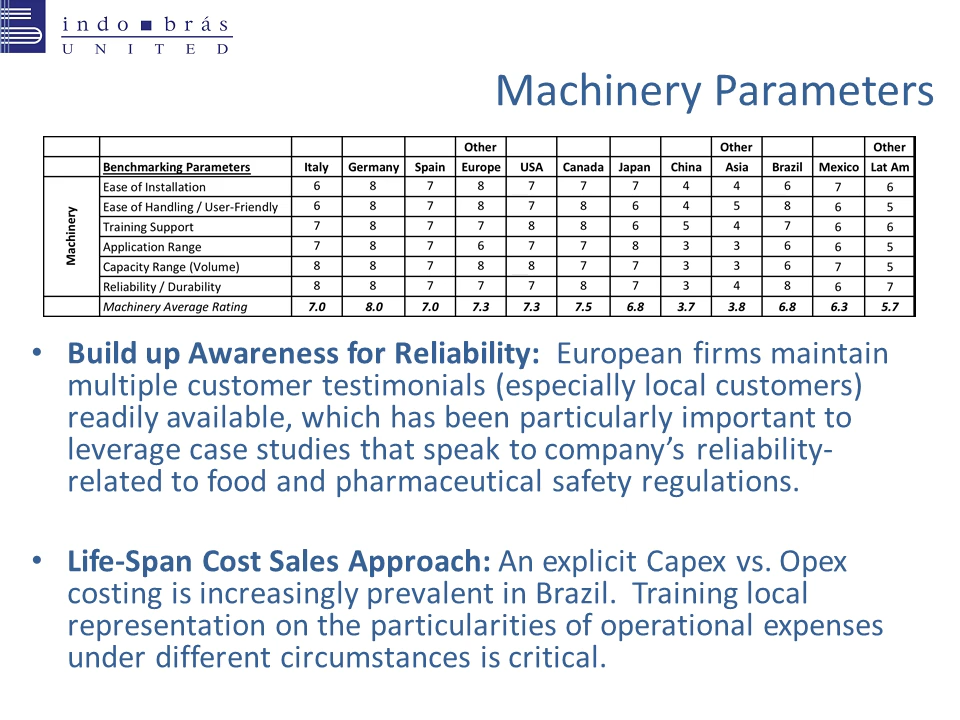 indo■brás
UNITED
Machinery Parameters
Other Other Other
Benchmarking Parameters Italy Germany Spain Europe USA Canada Japan China Asia Brazil Mexico Lat Am
Machinery
Ease of Installation 6 8 7 8 7 7 7 4 4 6 7 6
Ease of Handling / User-Friendly 6 8 7 8 7 8 6 4 5 8 6 5
Training Support 7 8 7 7 8 8 6 5 4 7 6 6
Application Range 7 8 7 6 7 7 8 3 3 6 6 5
Capacity Range (Volume) 8 8 7 8 8 7 7 3 3 6 7 5
Reliability / Durability 8 8 7 7 7 8 7 3 4 8 6 7
Machinery Average Rating 7.0 8.0 7.0 7.3 7.3 7.5 6.8 3.7 3.8 6.8 6.3 5.7
• Build up Awareness for Reliability: European firms maintain
multiple customer testimonials (especially local customers)
readily available, which has been particularly important to
leverage case studies that speak to company's reliability-
related to food and pharmaceutical safety regulations.
• Life-Span Cost Sales Approach: An explicit Capex vs. Opex
costing is increasingly prevalent in Brazil. Training local
representation on the particularities of operational expenses
under different circumstances is critical.